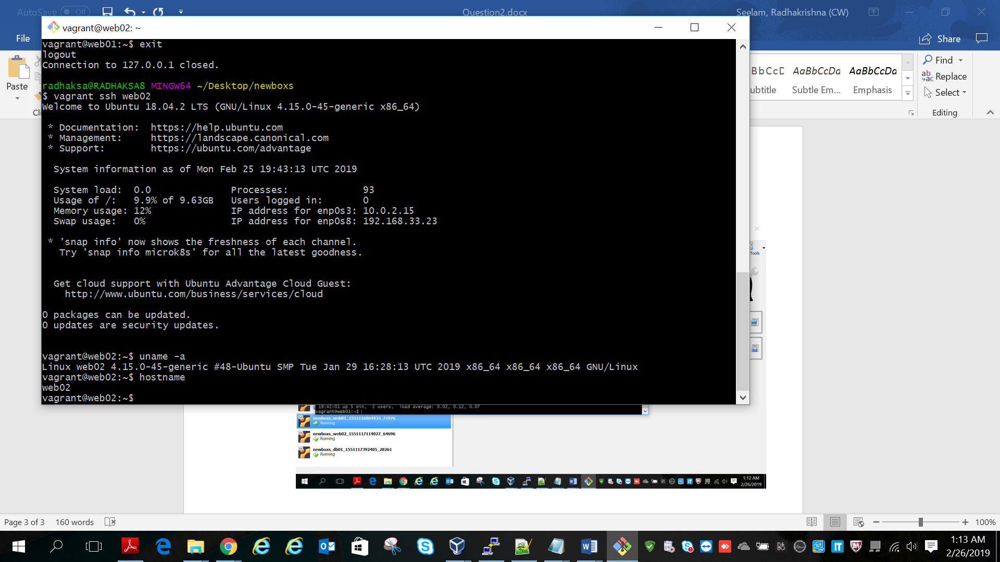 AutoSave Off
Question2.docx
Seelam, Radhakrishna (CW)
File
Share
vagrant@web02: ~
Paste
Find
Replace
Select
Editing
AaBbCcDa
AaBbCcDa
Subtle Em...
Emphasis
vagrant@web01:~$ exit
logout
Connection to 127.0.0.1 closed.
radhaksa@RADHAKSA8 MINGW64 ~/Desktop/newboxs
$ vagrant ssh web02
Welcome to Ubuntu 18.04.2 LTS (GNU/Linux 4.15.0-45-generic x86_64)
* Documentation:  https://help.ubuntu.com
* Management:     https://landscape.canonical.com
* Support:        https://ubuntu.com/advantage
System information as of Mon Feb 25 19:43:13 UTC 2019
System load:  0.0              Processes:             93
Usage of /:   9.9% of 9.63GB   Users logged in:       0
Memory usage: 12%              IP address for enp0s3: 10.0.2.15
Swap usage:   0%               IP address for enp0s8: 192.168.33.23
* 'snap info' now shows the freshness of each channel.
Try 'snap info microk8s' for all the latest goodness.
Get cloud support with Ubuntu Advantage Cloud Guest:
http://www.ubuntu.com/business/services/cloud
0 packages can be updated.
0 updates are security updates.
vagrant@web02:~$ uname -a
Linux web02 4.15.0-45-generic #48-Ubuntu SMP Tue Jan 29 16:28:13 UTC 2019 x86_64 x86_64 x86_64 GNU/Linux
vagrant@web02:~$ hostname
web02
vagrant@web02:~$
Tools
19:42:01 up 5 min,  2 users,  load average: 0.02, 0.12, 0.07
vagrant@web01:~$
newboxs_web01_1551116864935_71976
Running
newboxs_web02_1551117114027_64696
Running
newboxs_db01_1551117392405_28261
Running
1:12 AM
2/26/2019
Page 3 of 3
160 words
100%
1:13 AM
2/26/2019